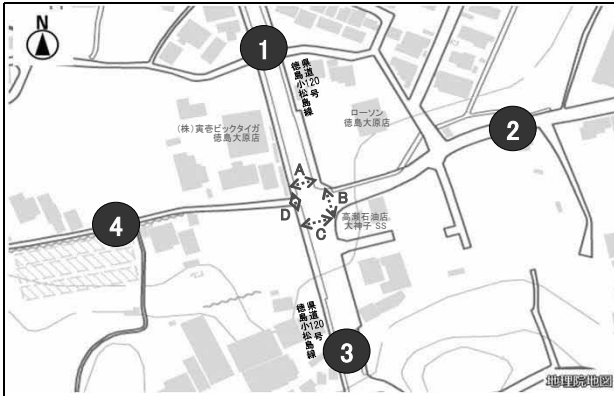 N
1
県道120号
徳島小松島線
ローソン
徳島大原店
2
(株)寅壱ビックタイガ
徳島大原店
A
B
D
C
高瀬石油店
大神子 SS
4
県道120号
徳島小松島線
3
地理院地図